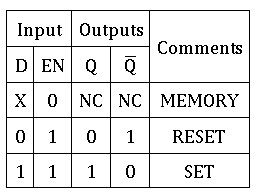 Input Outputs Comments
D EN Q Q̅
X 0 NC NC MEMORY
0 1 0 1 RESET
1 1 1 0 SET